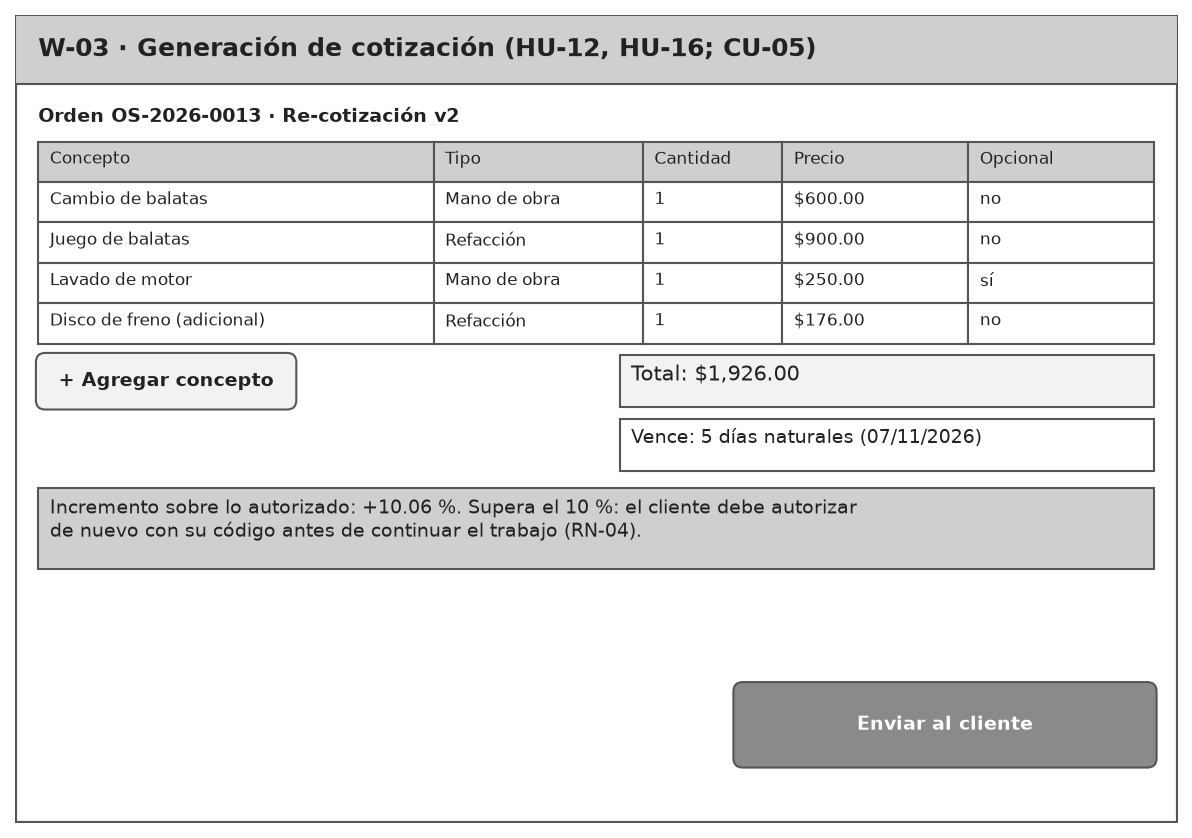 W-03 · Generación de cotización (HU-12, HU-16; CU-05)
Orden OS-2026-0013 · Re-cotización v2
Concepto Tipo Cantidad Precio Opcional
Cambio de balatas Mano de obra 1 $600.00 no
Juego de balatas Refacción 1 $900.00 no
Lavado de motor Mano de obra 1 $250.00 sí
Disco de freno (adicional) Refacción 1 $176.00 no
+ Agregar concepto
Total: $1,926.00
Vence: 5 días naturales (07/11/2026)
Incremento sobre lo autorizado: +10.06 %. Supera el 10 %: el cliente debe autorizar
de nuevo con su código antes de continuar el trabajo (RN-04).
Enviar al cliente